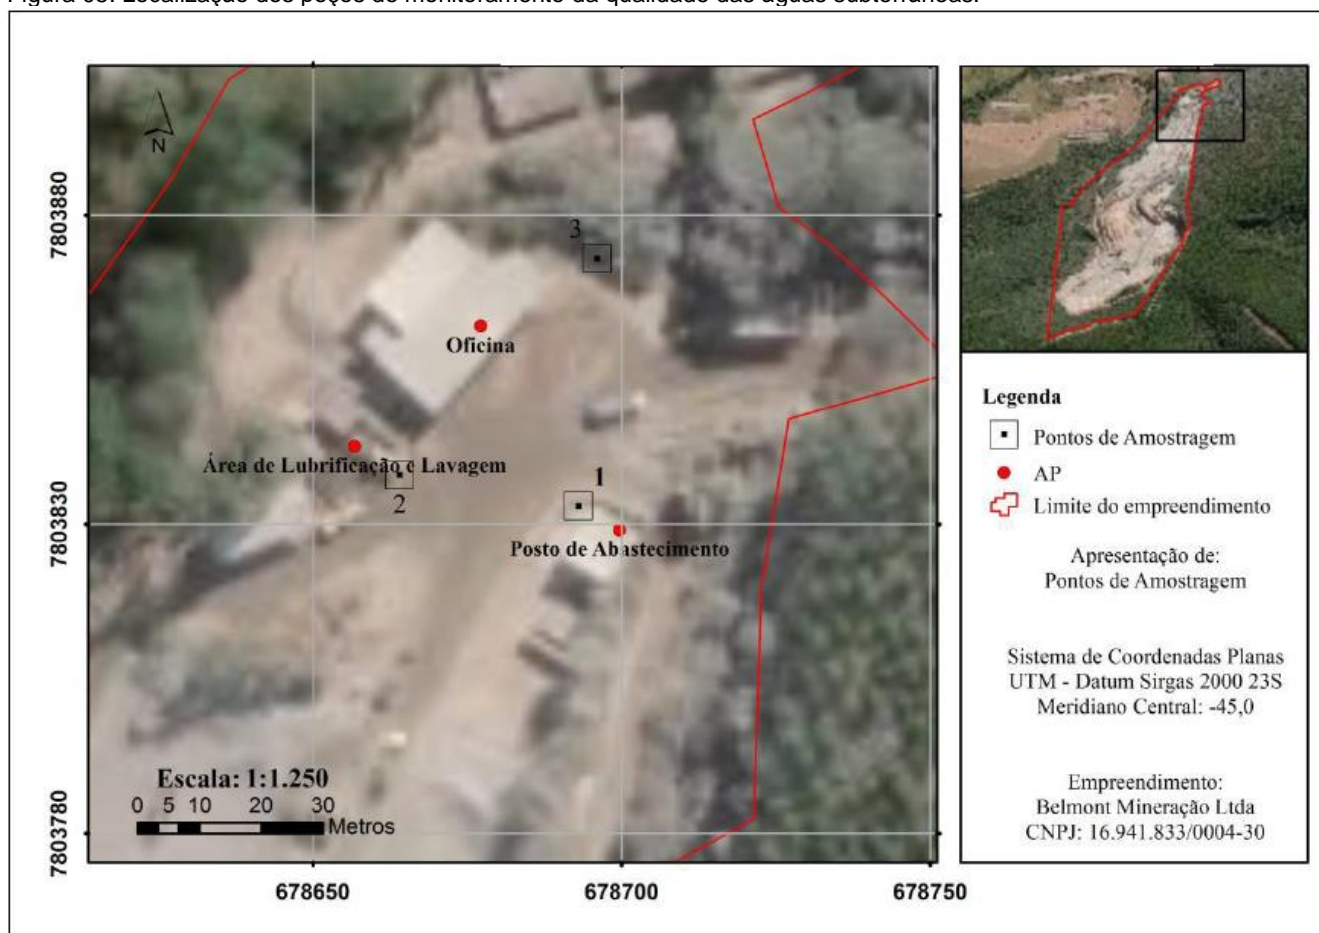 Figura 03: Localização dos poços de monitoramento da qualidade das águas subterrâneas.
N
7803880
7803830
7803780
3
Oficina
Área de Lubrificação e Lavagem
2
1
Posto de Abastecimento
Escala: 1:1.250
0 5 10 20 30
Metros
678650 678700 678750
Legenda
Pontos de Amostragem
AP
Limite do empreendimento
Apresentação de:
Pontos de Amostragem
Sistema de Coordenadas Planas
UTM - Datum Sirgas 2000 23S
Meridiano Central: -45,0
Empreendimento:
Belmont Mineração Ltda
CNPJ: 16.941.833/0004-30